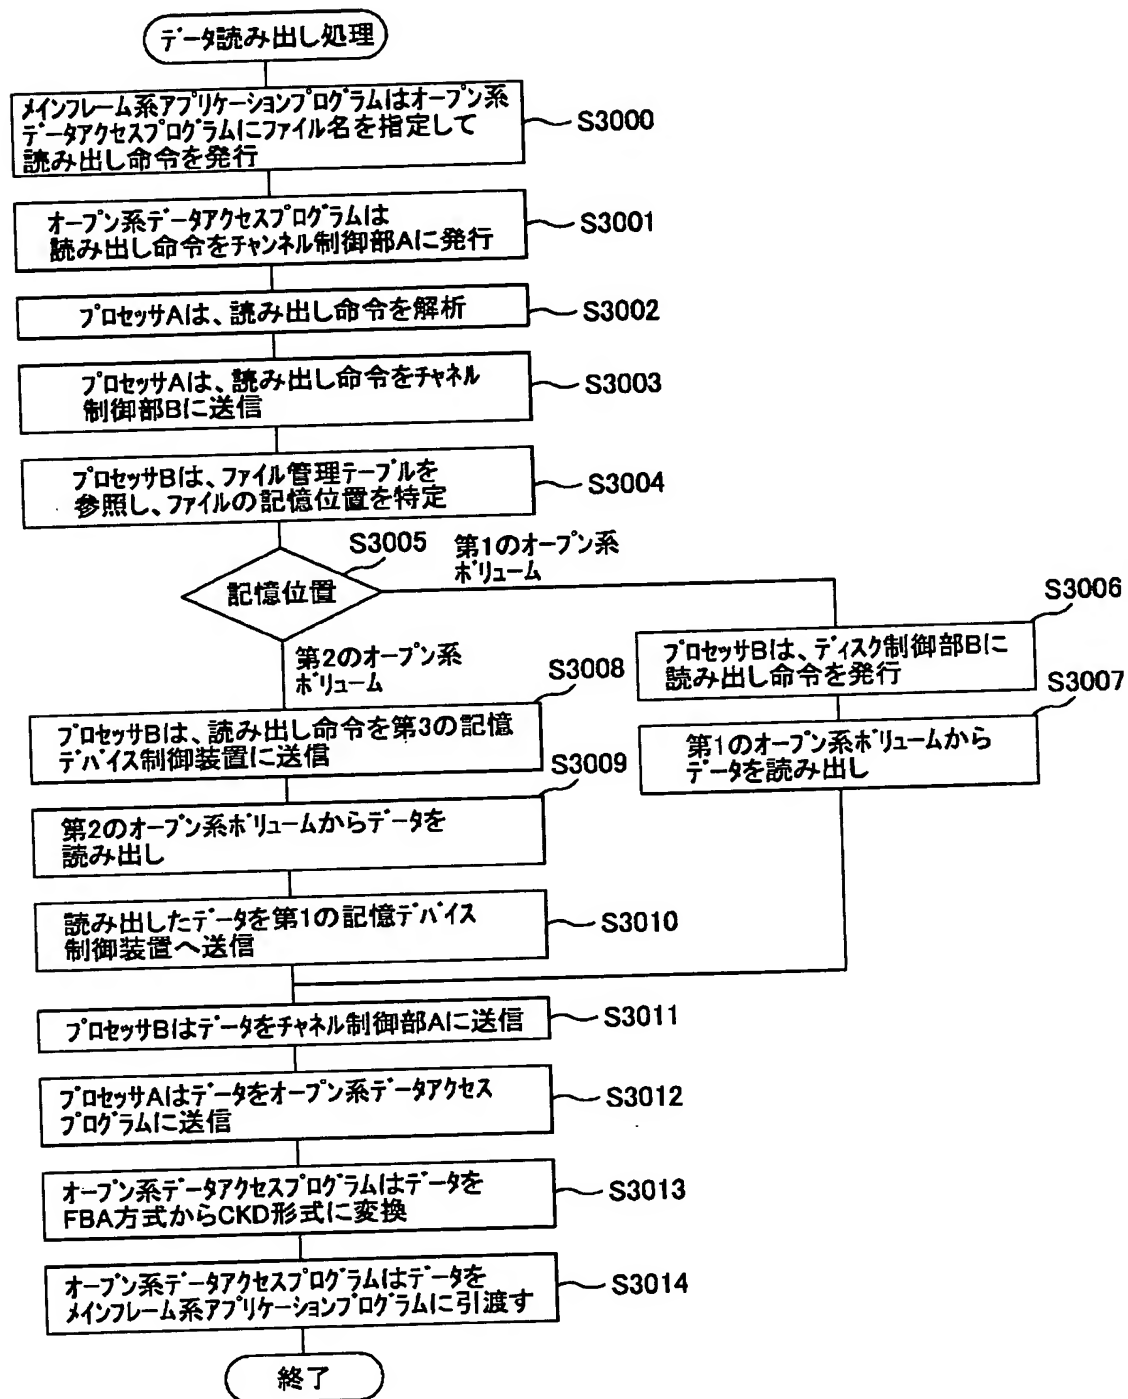 データ読み出し処理
メインフレーム系アプリケーションプログラムはオープン系
データアクセスプログラムにファイル名を指定して
読み出し命令を発行
S3000
オープン系データアクセスプログラムは
読み出し命令をチャンネル制御部Aに発行
S3001
プロセッサAは、読み出し命令を解析
S3002
プロセッサAは、読み出し命令をチャネル
制御部Bに送信
S3003
プロセッサBは、ファイル管理テーブルを
参照し、ファイルの記憶位置を特定
S3004
S3005
記憶位置
第1のオープン系
ボリューム
S3006
プロセッサBは、ディスク制御部Bに
読み出し命令を発行
S3007
第1のオープン系ボリュームから
データを読み出し
第2のオープン系
ボリューム
S3008
プロセッサBは、読み出し命令を第3の記憶
デバイス制御装置に送信
S3009
第2のオープン系ボリュームからデータを
読み出し
読み出したデータを第1の記憶デバイス
制御装置へ送信
S3010
プロセッサBはデータをチャネル制御部Aに送信
S3011
プロセッサAはデータをオープン系データアクセス
プログラムに送信
S3012
オープン系データアクセスプログラムはデータを
FBA方式からCKD形式に変換
S3013
オープン系データアクセスプログラムはデータを
メインフレーム系アプリケーションプログラムに引渡す
S3014
終了